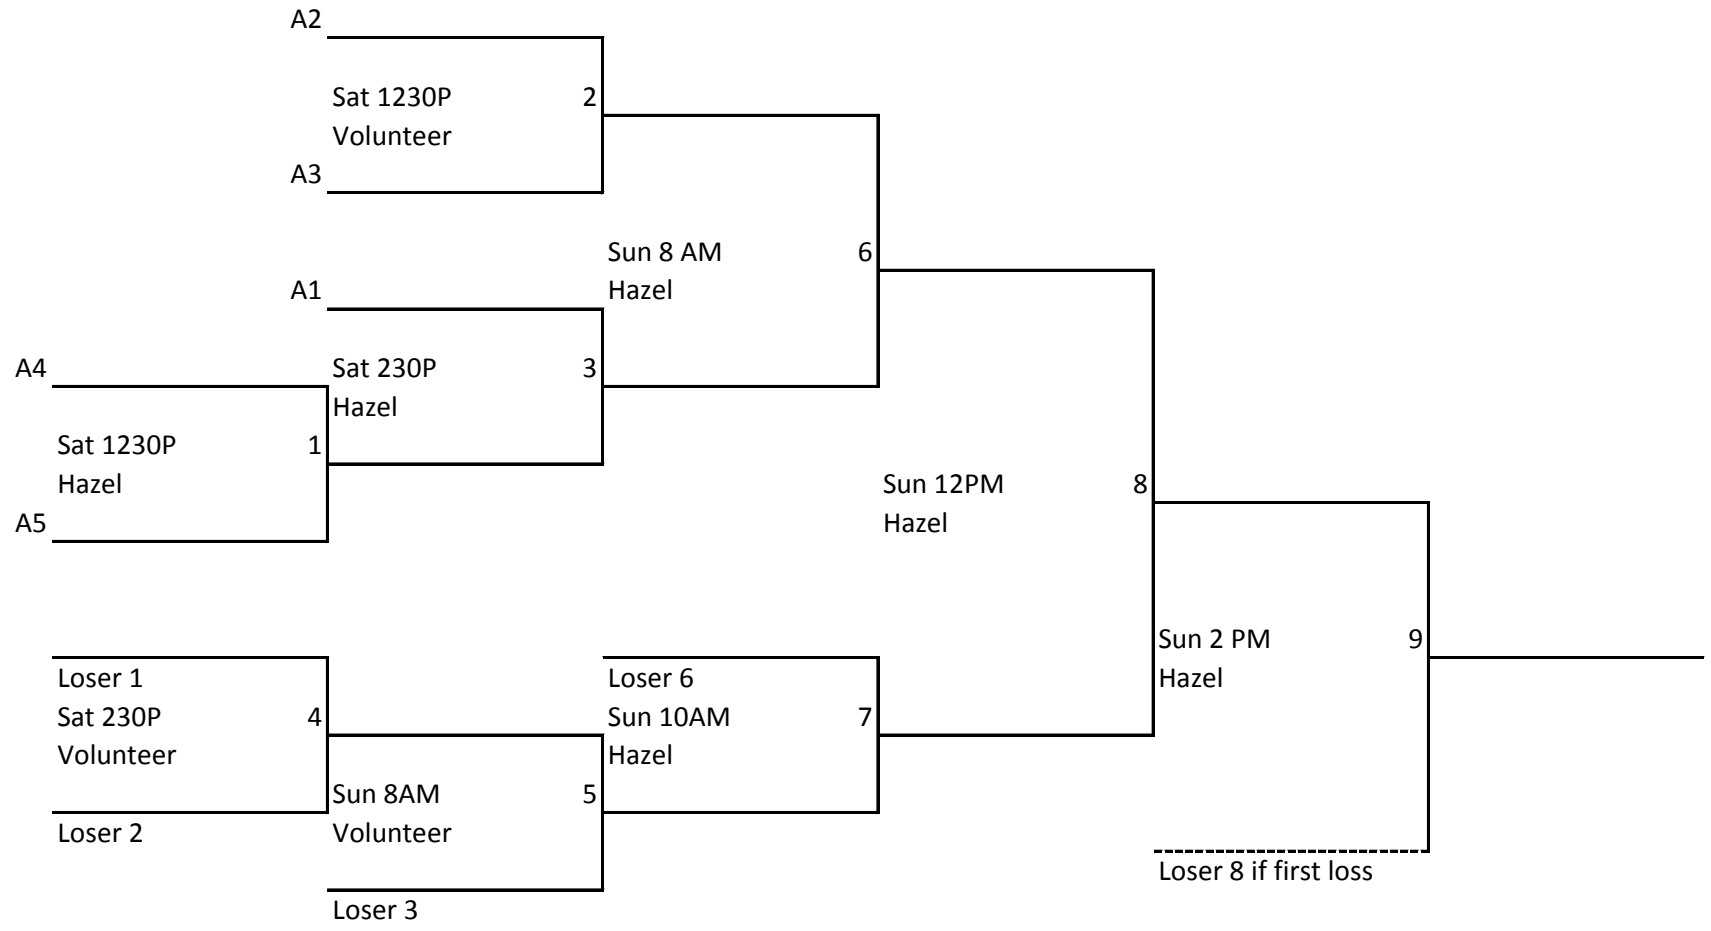 A2
Sat 1230P 2
Volunteer
A3
Sun 8 AM 6
Hazel
A1
A4
Sat 230P 3
Hazel
Sat 1230P 1
Hazel
A5
Sun 12PM 8
Hazel
Loser 1
Sat 230P 4
Volunteer
Loser 2
Loser 6
Sun 10AM 7
Hazel
Sun 8AM 5
Volunteer
Loser 3
Sun 2 PM 9
Hazel
Loser 8 if first loss